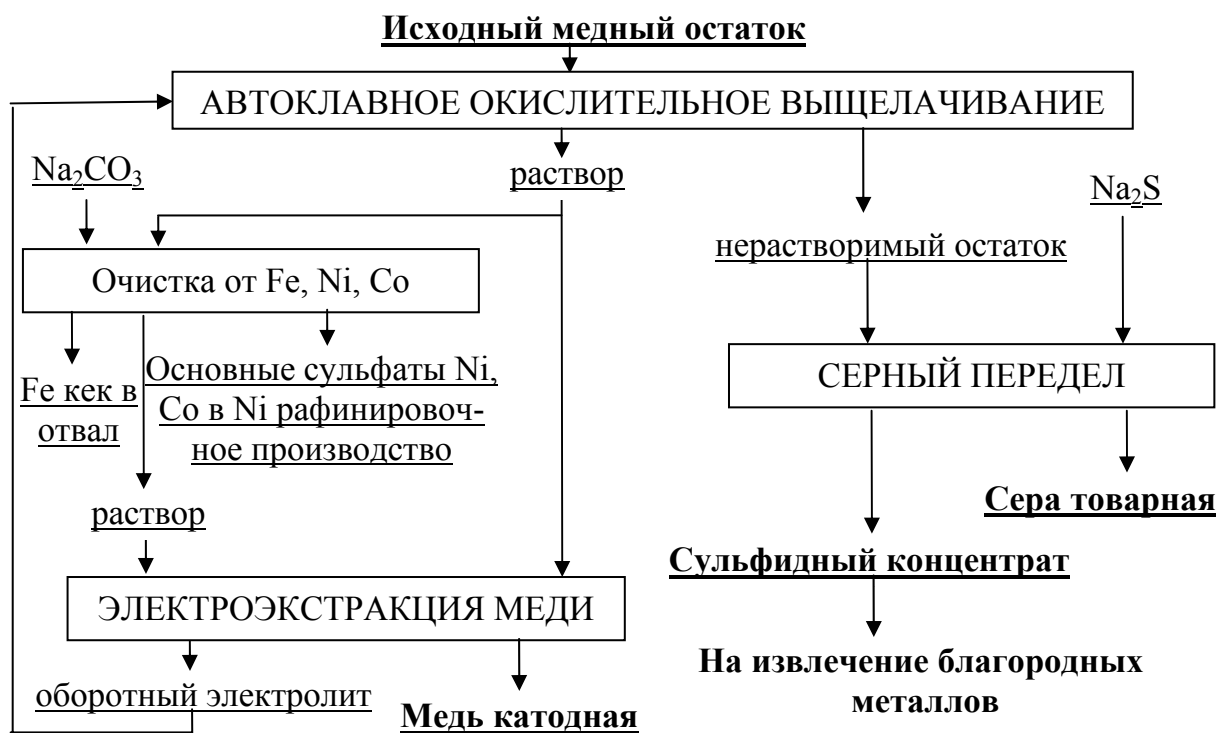 Исходный медный остаток
АВТОКЛАВНОЕ ОКИСЛИТЕЛЬНОЕ ВЫЩЕЛАЧИВАНИЕ
Na2CO3
раствор
Na2S
нерастворимый остаток
Очистка от Fe, Ni, Co
СЕРНЫЙ ПЕРЕДЕЛ
Fe кек в
отвал
Основные сульфаты Ni,
Co в Ni рафинировоч-
ное производство
раствор
Сера товарная
Сульфидный концентрат
ЭЛЕКТРОЭКСТРАКЦИЯ МЕДИ
На извлечение благородных
металлов
оборотный электролит
Медь катодная